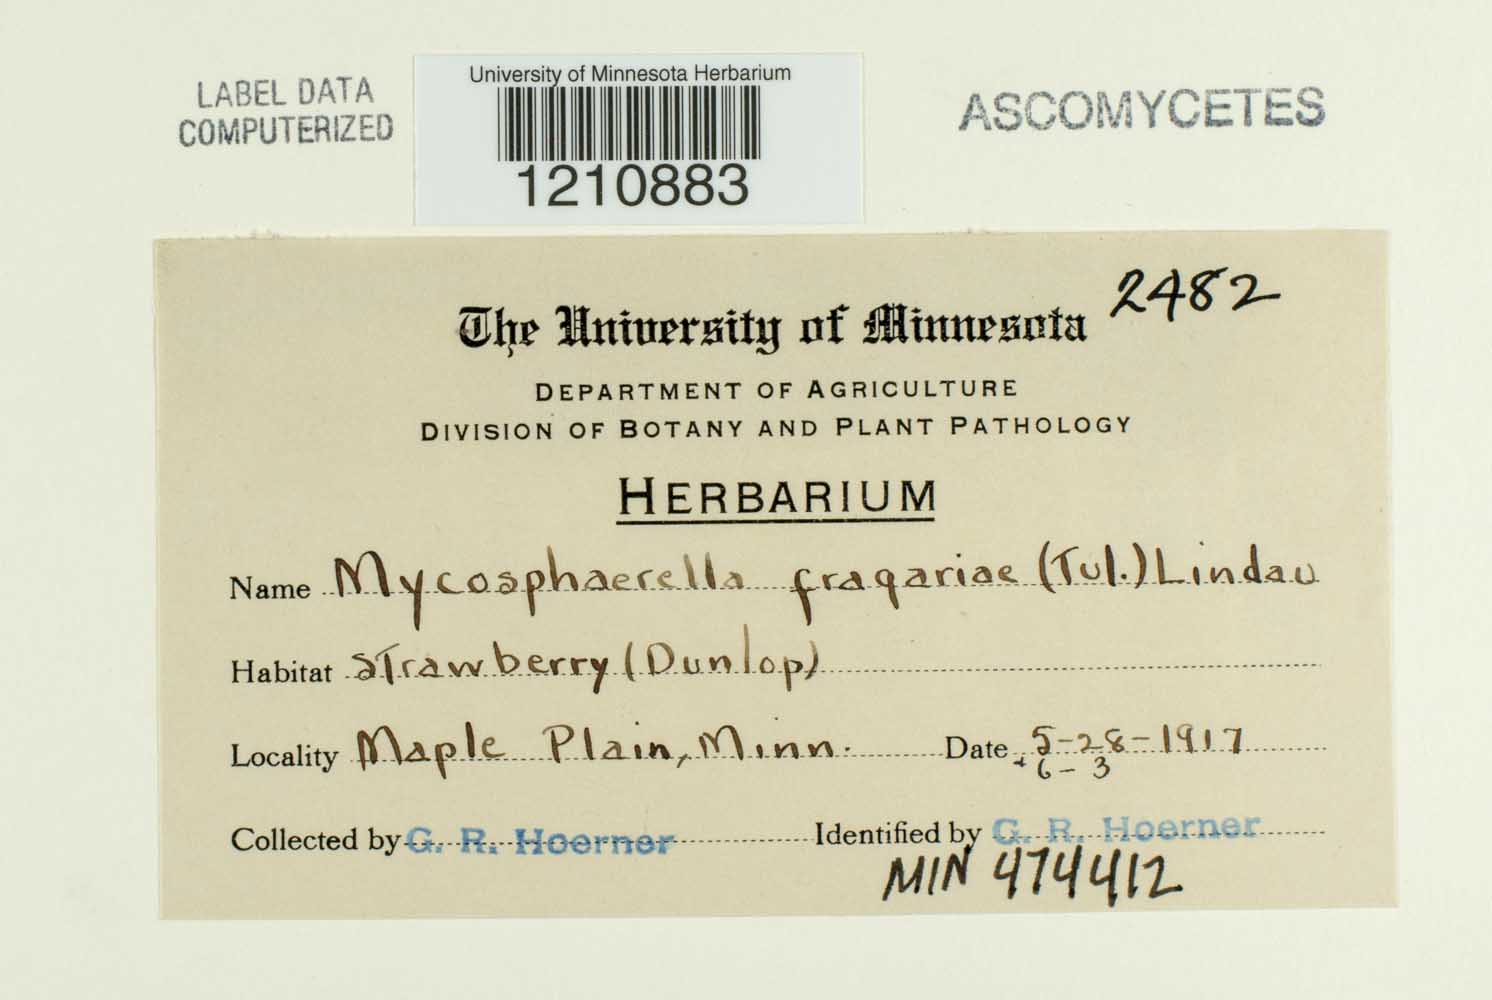 LABEL DATA
COMPUTERIZED
University of Minnesota Herbarium
1210883
ASCOMYCETES
2482
The University of Minnesota
DEPARTMENT OF AGRICULTURE
DIVISION OF BOTANY AND PLANT PATHOLOGY
HERBARIUM
Name Mycosphaerella fragariae (Tul.) Lindau
Habitat strawberry (Dunlop)
Locality Maple Plain, Minn. Date 5-28-1917
+ 6-3
Collected by G. R. Hoerner Identified by G. R. Hoerner
MIN 474412